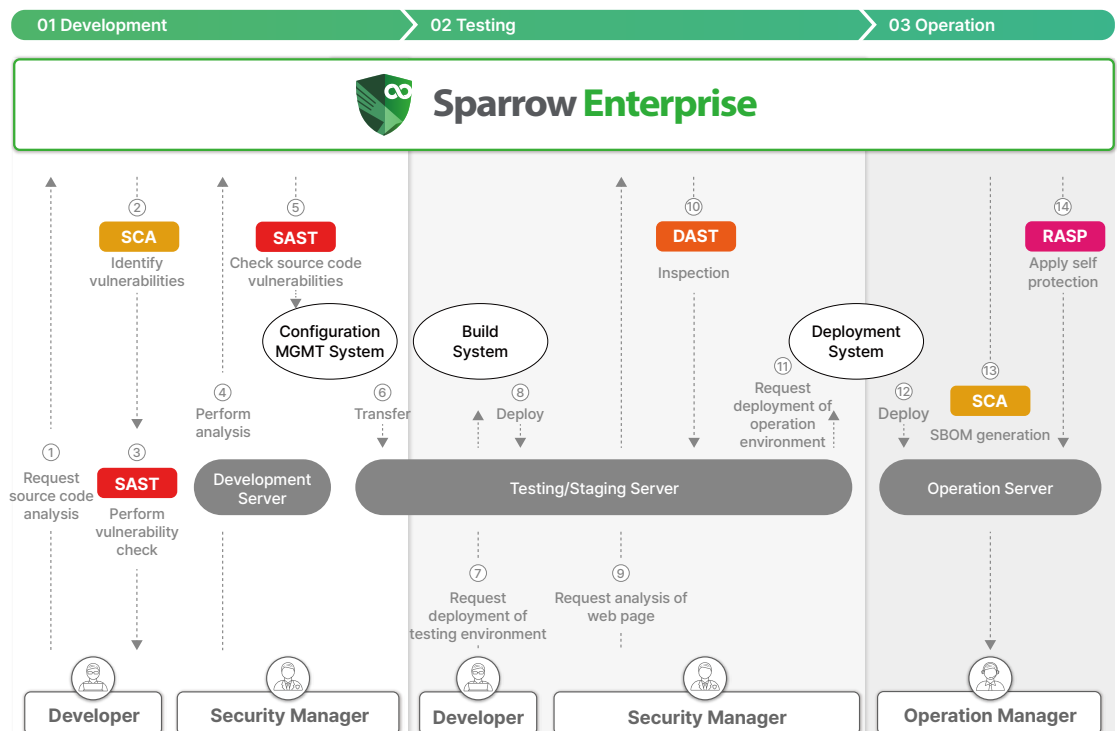 01 Development
02 Testing
03 Operation
Sparrow Enterprise
2
SCA
Identify
vulnerabilities
5
SAST
Check source code
vulnerabilities
10
DAST
Inspection
14
RASP
Apply self
protection
Configuration
MGMT System
Build
System
Deployment
System
4
Perform
analysis
6
Transfer
8
Deploy
11
Request
deployment of
operation
environment
12
Deploy
13
SCA
SBOM generation
1
Request
source code
analysis
3
SAST
Perform
vulnerability
check
Development
Server
Testing/Staging Server
Operation Server
7
Request
deployment of
testing environment
9
Request analysis of
web page
Developer
Security Manager
Developer
Security Manager
Operation Manager